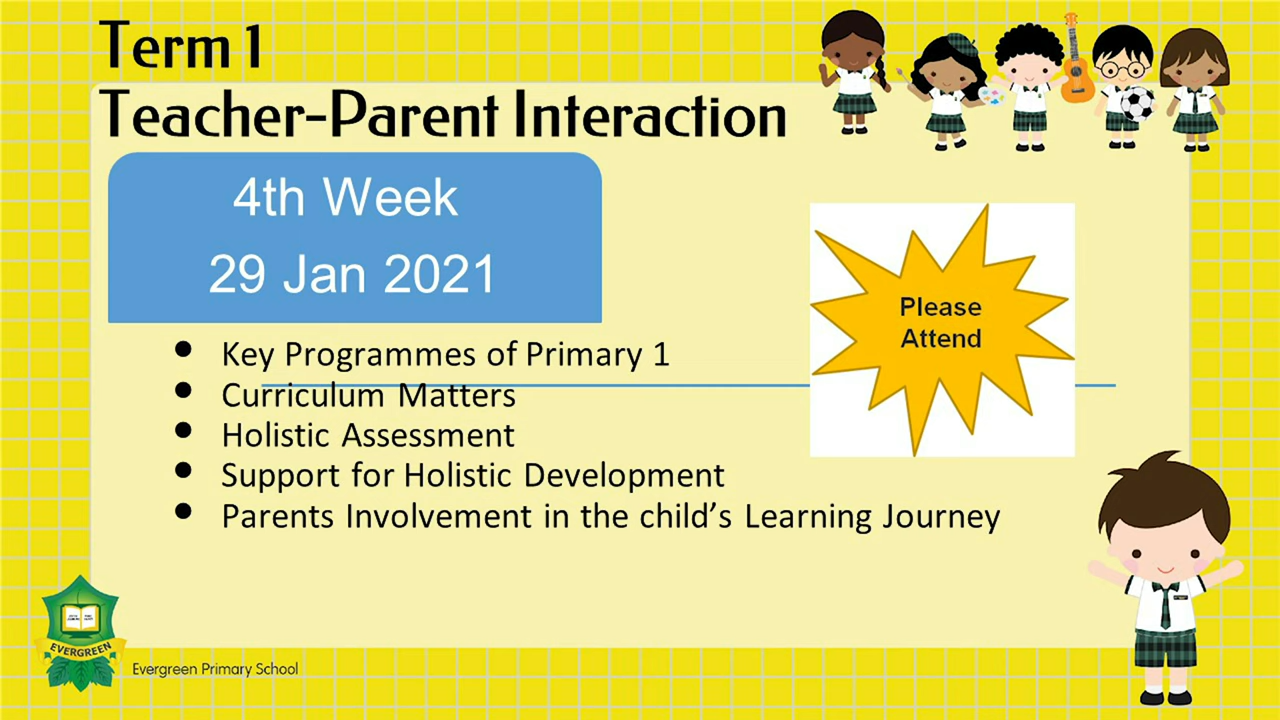 Term 1
Teacher-Parent Interaction
4th Week
29 Jan 2021
Please
Attend
● Key Programmes of Primary 1
● Curriculum Matters
● Holistic Assessment
● Support for Holistic Development
● Parents Involvement in the child’s Learning Journey
EVERGREEN
Evergreen Primary School